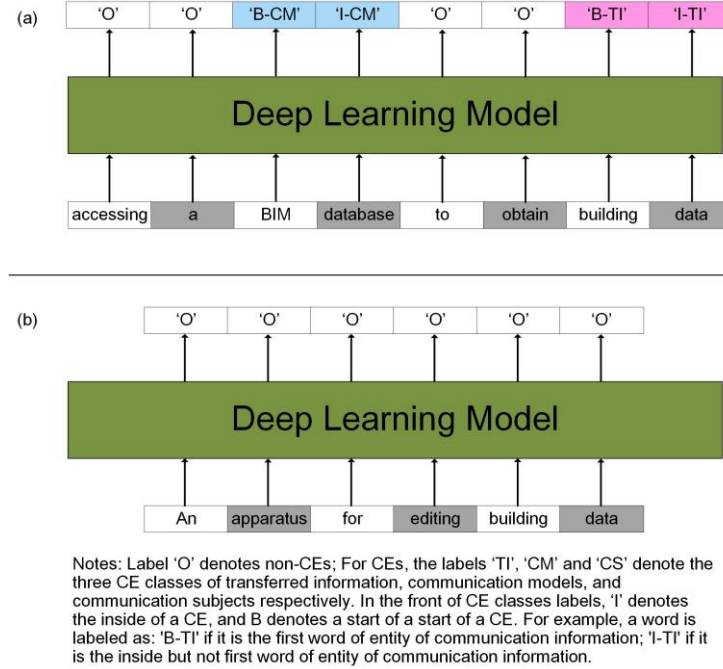 (a)
‘O’ ‘O’ ‘B-CM’ ‘I-CM’ ‘O’ ‘O’ ‘B-TI’ ‘I-TI’
Deep Learning Model
accessing a BIM database to obtain building data
(b)
‘O’ ‘O’ ‘O’ ‘O’ ‘O’ ‘O’
Deep Learning Model
An apparatus for editing building data
Notes: Label ‘O’ denotes non-CEs; For CEs, the labels ‘TI’, ‘CM’ and ‘CS’ denote the
three CE classes of transferred information, communication models, and
communication subjects respectively. In the front of CE classes labels, ‘I’ denotes
the inside of a CE, and B denotes a start of a start of a CE. For example, a word is
labeled as: 'B-TI' if it is the first word of entity of communication information; 'I-TI' if it
is the inside but not first word of entity of communication information.